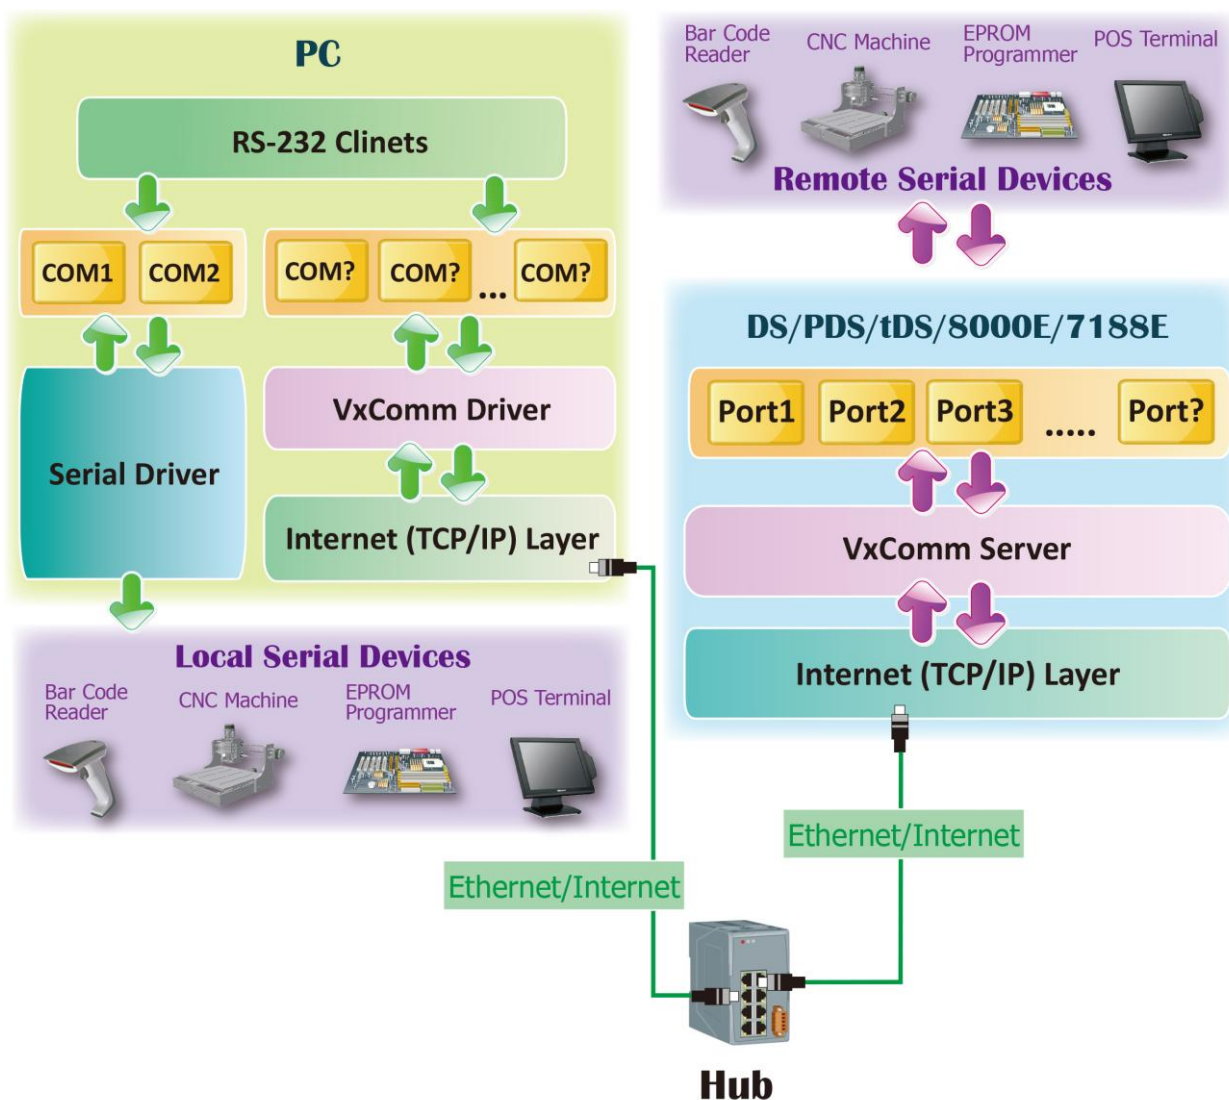 PC
RS-232 Clinets
COM1
COM2
COM?
COM?
...
COM?
Serial Driver
VxComm Driver
Internet (TCP/IP) Layer
Local Serial Devices
Bar Code
Reader
CNC Machine
EPROM
Programmer
POS Terminal
Bar Code
Reader
CNC Machine
EPROM
Programmer
POS Terminal
Remote Serial Devices
DS/PDS/tDS/8000E/7188E
Port1
Port2
Port3
.....
Port?
VxComm Server
Internet (TCP/IP) Layer
Ethernet/Internet
Ethernet/Internet
Hub